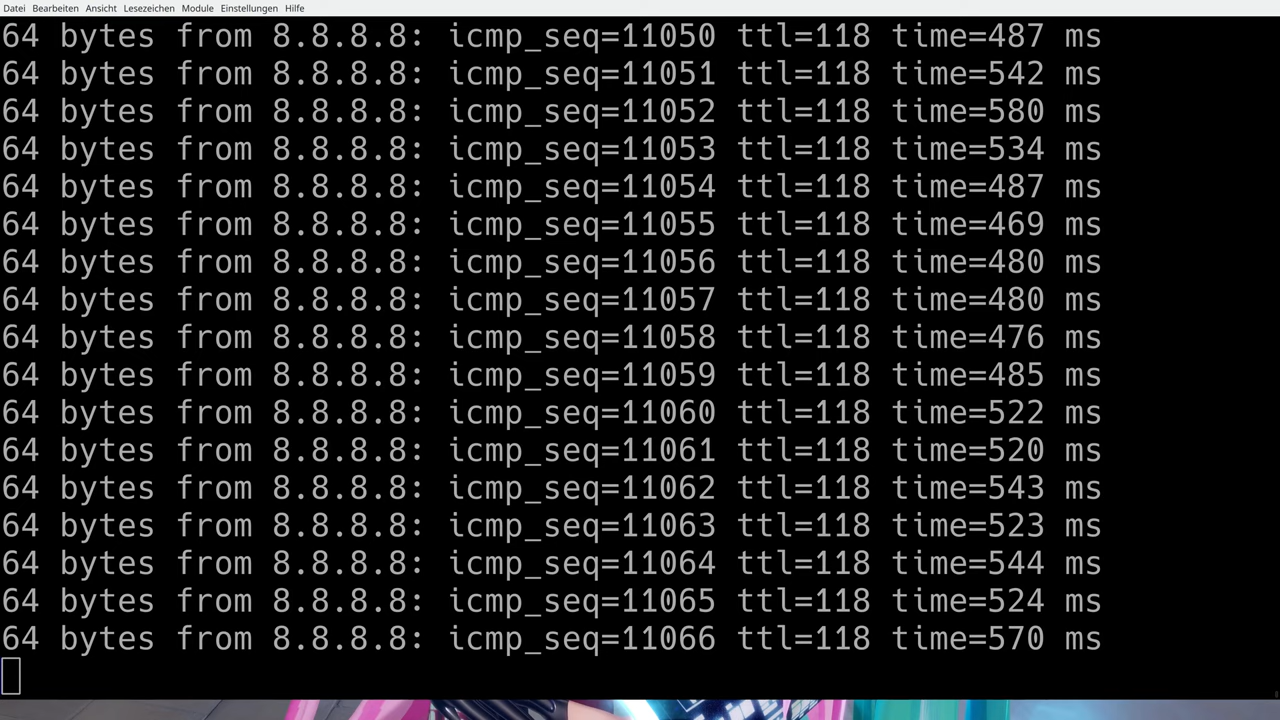 Datei Bearbeiten Ansicht Lesezeichen Module Einstellungen Hilfe
64 bytes from 8.8.8.8: icmp_seq=11050 ttl=118 time=487 ms
64 bytes from 8.8.8.8: icmp_seq=11051 ttl=118 time=542 ms
64 bytes from 8.8.8.8: icmp_seq=11052 ttl=118 time=580 ms
64 bytes from 8.8.8.8: icmp_seq=11053 ttl=118 time=534 ms
64 bytes from 8.8.8.8: icmp_seq=11054 ttl=118 time=487 ms
64 bytes from 8.8.8.8: icmp_seq=11055 ttl=118 time=469 ms
64 bytes from 8.8.8.8: icmp_seq=11056 ttl=118 time=480 ms
64 bytes from 8.8.8.8: icmp_seq=11057 ttl=118 time=480 ms
64 bytes from 8.8.8.8: icmp_seq=11058 ttl=118 time=476 ms
64 bytes from 8.8.8.8: icmp_seq=11059 ttl=118 time=485 ms
64 bytes from 8.8.8.8: icmp_seq=11060 ttl=118 time=522 ms
64 bytes from 8.8.8.8: icmp_seq=11061 ttl=118 time=520 ms
64 bytes from 8.8.8.8: icmp_seq=11062 ttl=118 time=543 ms
64 bytes from 8.8.8.8: icmp_seq=11063 ttl=118 time=523 ms
64 bytes from 8.8.8.8: icmp_seq=11064 ttl=118 time=544 ms
64 bytes from 8.8.8.8: icmp_seq=11065 ttl=118 time=524 ms
64 bytes from 8.8.8.8: icmp_seq=11066 ttl=118 time=570 ms